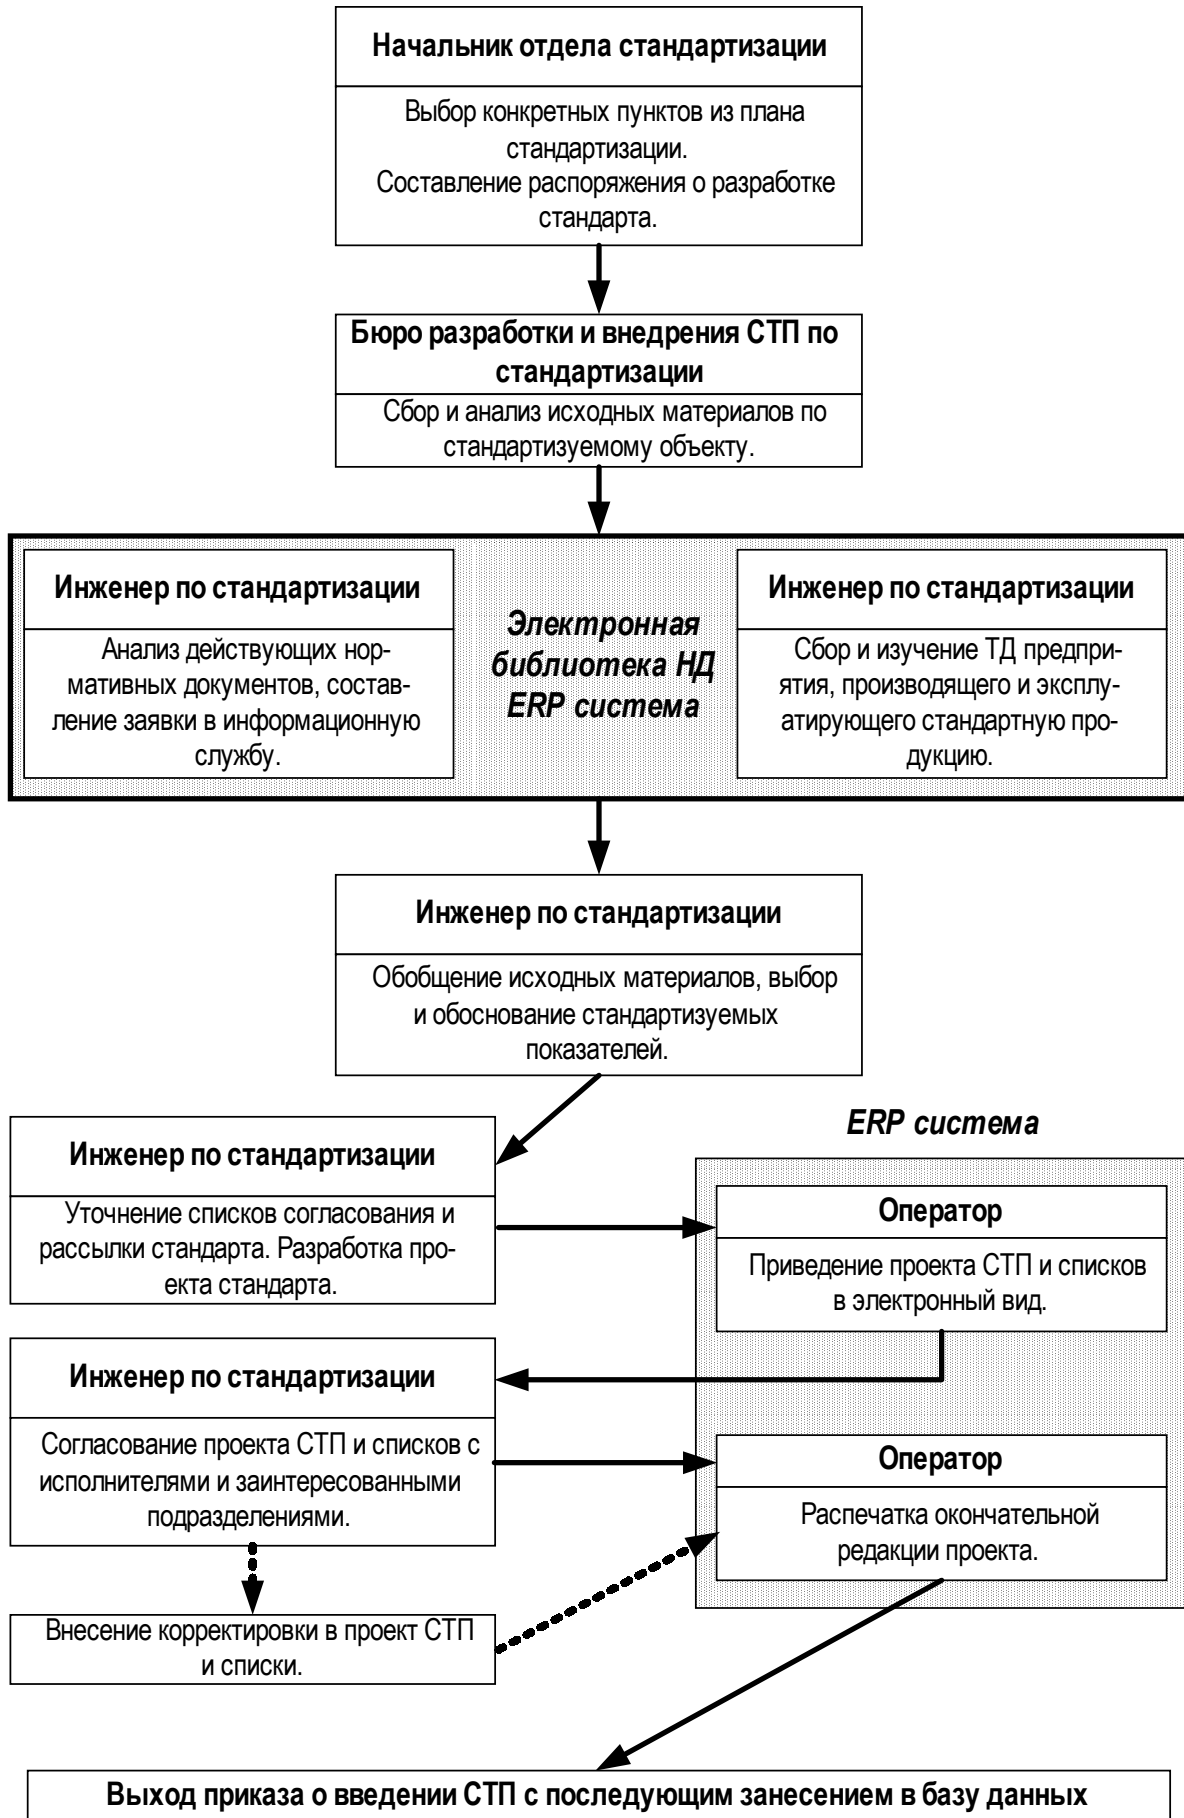 Начальник отдела стандартизации
Выбор конкретных пунктов из плана
стандартизации.
Составление распоряжения о разработке
стандарта.
Бюро разработки и внедрения СТП по
стандартизации
Сбор и анализ исходных материалов по
стандартизуемому объекту.
Инженер по стандартизации
Анализ действующих нор-
мативных документов, состав-
ление заявки в информационную
службу.
Электронная
библиотека НД
ERP система
Инженер по стандартизации
Сбор и изучение ТД предпри-
ятия, производящего и эксплу-
атирующего стандартную про-
дукцию.
Инженер по стандартизации
Обобщение исходных материалов, выбор
и обоснование стандартизуемых
показателей.
Инженер по стандартизации
Уточнение списков согласования и
рассылки стандарта. Разработка про-
екта стандарта.
ERP система
Оператор
Приведение проекта СТП и списков
в электронный вид.
Инженер по стандартизации
Согласование проекта СТП и списков с
исполнителями и заинтересованными
подразделениями.
Оператор
Распечатка окончательной
редакции проекта.
Внесение корректировки в проект СТП
и списки.
Выход приказа о введении СТП с последующим занесением в базу данных